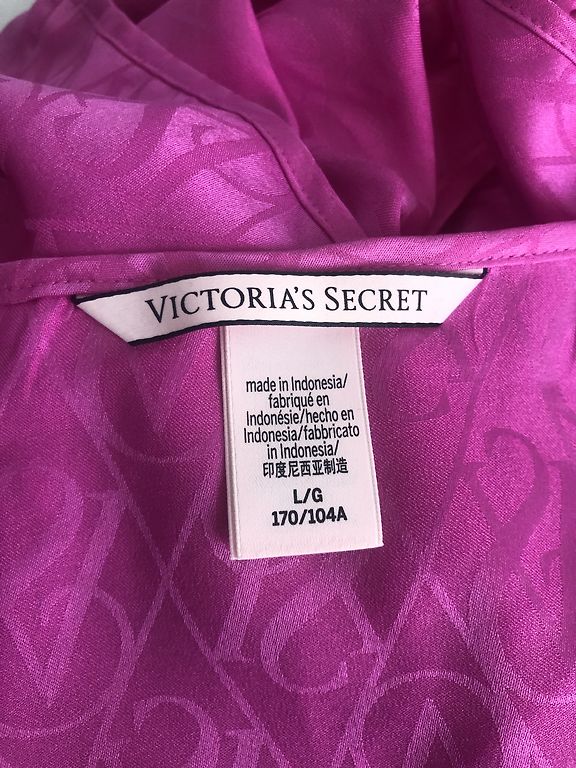 VICTORIA'S SECRET
made in Indonesia/
fabriqué en
Indonésie/hecho en
Indonesia/fabbricato
in Indonesia/
印度尼西亚制造
L/G
170/104A